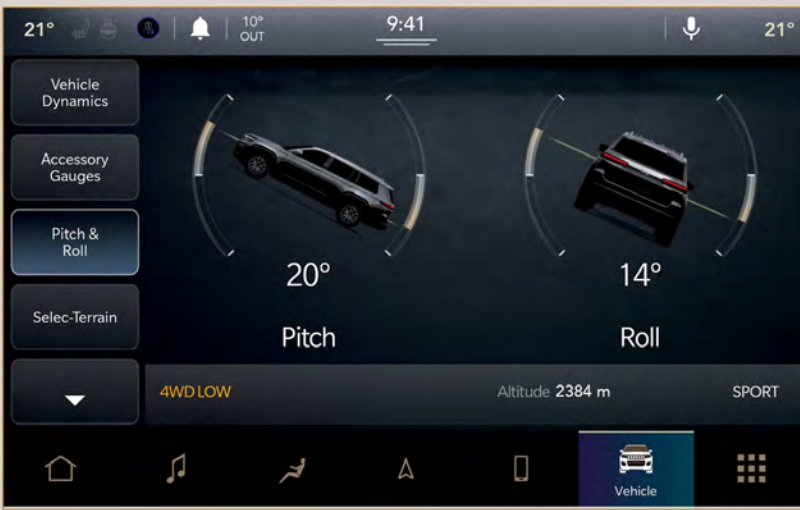 21°
10°
OUT
9:41
21°
Vehicle
Dynamics
Accessory
Gauges
Pitch &
Roll
Selec-Terrain
20°
14°
Pitch
Roll
4WD LOW
Altitude 2384 m
SPORT
Vehicle